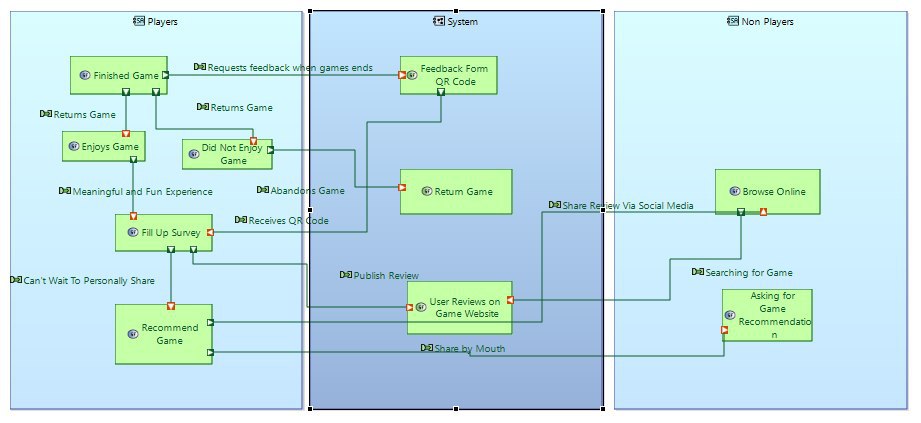 Players
System
Non Players
Finished Game
Requests feedback when games ends
Feedback Form
QR Code
Returns Game
Returns Game
Enjoys Game
Did Not Enjoy
Game
Meaningful and Fun Experience
Abandons Game
Return Game
Browse Online
Share Review Via Social Media
Receives QR Code
Fill Up Survey
Can't Wait To Personally Share
Publish Review
Searching for Game
User Reviews on
Game Website
Asking for
Game
Recommendatio
n
Recommend
Game
Share by Mouth